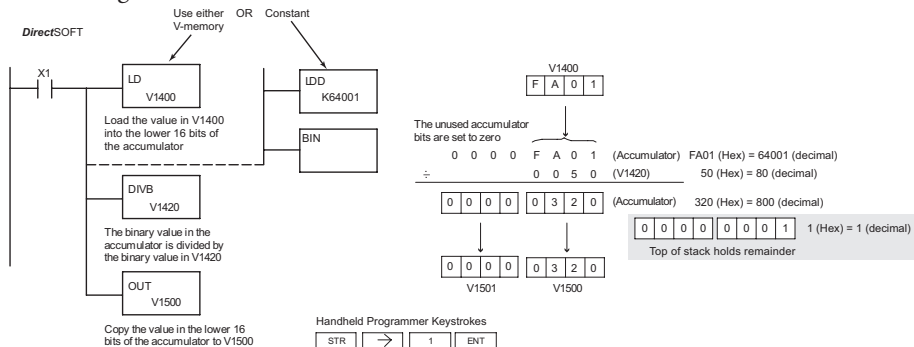 Use either OR Constant
V-memory
DirectSOFT
X1
LD
V1400
Load the value in V1400
into the lower 16 bits of
the accumulator
LDD
K64001
BIN
DIVB
V1420
The binary value in the
accumulator is divided by
the binary value in V1420
OUT
V1500
Copy the value in the lower 16
bits of the accumulator to V1500
V1400
F A 0 1
The unused accumulator
bits are set to zero
0 0 0 0 F A 0 1 (Accumulator) FA01 (Hex) = 64001 (decimal)
÷ 0 0 5 0 (V1420) 50 (Hex) = 80 (decimal)
0 0 0 0 0 3 2 0 (Accumulator) 320 (Hex) = 800 (decimal)
0 0 0 0 0 0 0 1 1 (Hex) = 1 (decimal)
Top of stack holds remainder
0 0 0 0 0 3 2 0
V1501 V1500
Handheld Programmer Keystrokes
STR → 1 ENT